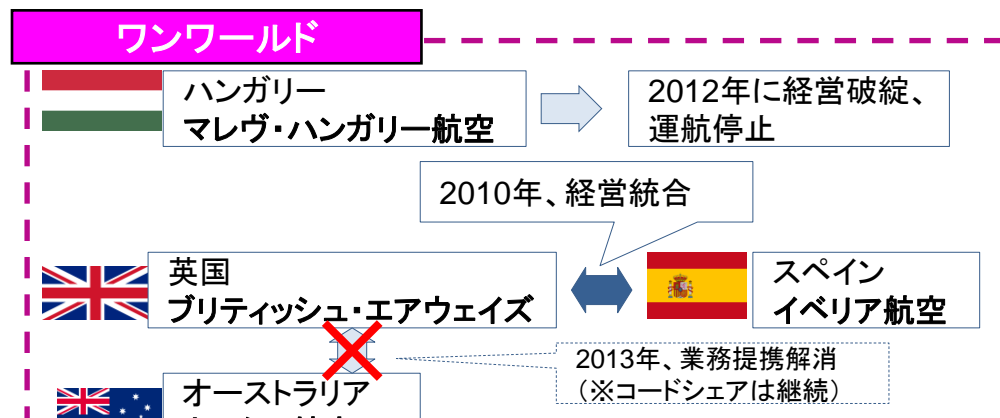 ワンワールド
ハンガリー
マレヴ・ハンガリー航空
2012年に経営破綻、
運航停止
2010年、経営統合
英国
ブリティッシュ・エアウェイズ
スペイン
イベリア航空
2013年、業務提携解消
(※コードシェアは継続)
オーストラリア